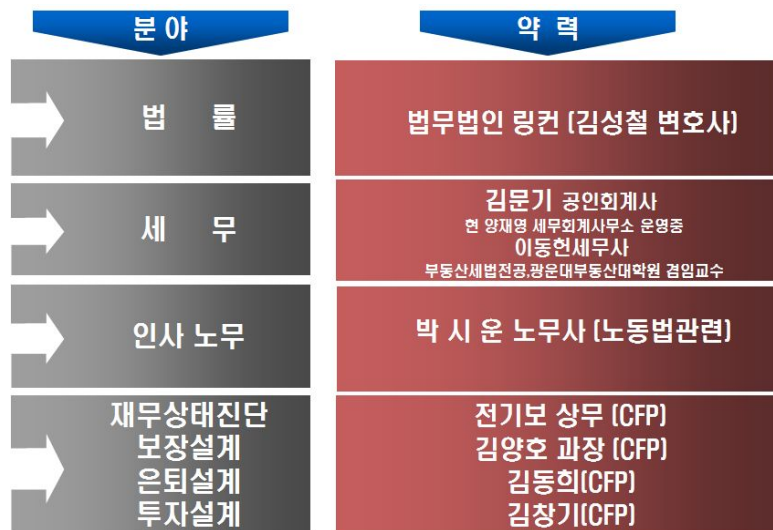 분 야
약 력
법 률
법무법인 링컨 (김성철 변호사)
세 무
김문기 공인회계사
현 양재영 세무회계사무소 운영중
이동헌세무사
부동산세법전공,광운대부동산대학원 겸임교수
인사 노무
박 시 운 노무사 (노동법관련)
재무상태진단
보장설계
은퇴설계
투자설계
전기보 상무 (CFP)
김양호 과장 (CFP)
김동희(CFP)
김창기(CFP)